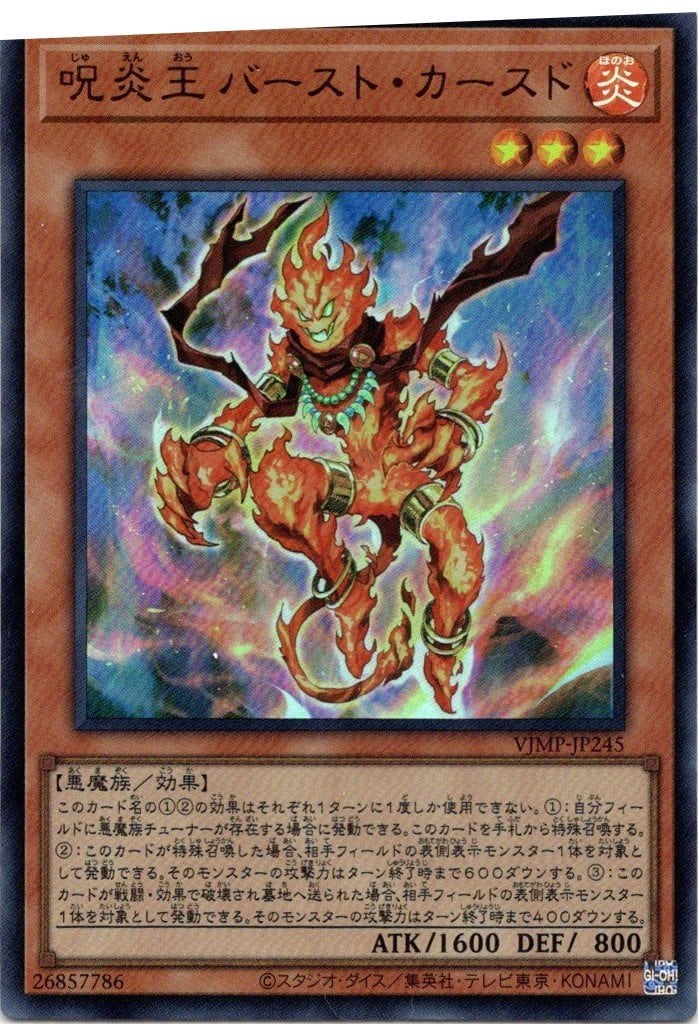 呪炎王 バースト・カースド
炎
VJMP-JP245
【悪魔族／効果】
このカード名の①②の効果はそれぞれ１ターンに１度しか使用できない。①：自分フィー
ルドに悪魔族チューナーが存在する場合に発動できる。このカードを手札から特殊召喚する。
②：このカードが特殊召喚した場合、相手フィールドの表側表示モンスター１体を対象と
して発動できる。そのモンスターの攻撃力はターン終了時まで６００ダウンする。③：こ
のカードが戦闘・効果で破壊され墓地へ送られた場合、相手フィールドの表側表示モンスター
１体を対象として発動できる。そのモンスターの攻撃力はターン終了時まで４００ダウンする。
ATK/1600 DEF/ 800
26857786 ©スタジオ・ダイス／集英社・テレビ東京・KONAMI